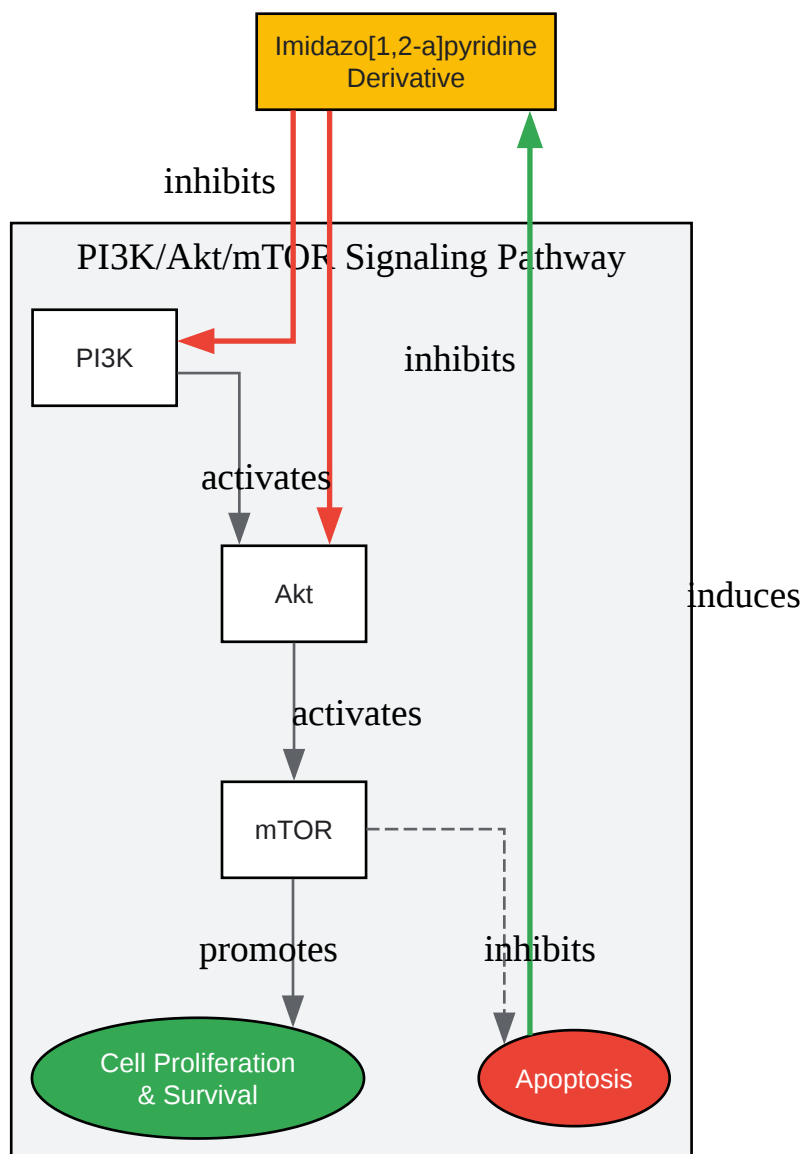 Imidazo[1,2-a]pyridine
Derivative
inhibits
PI3K/Akt/mTOR Signaling Pathway
PI3K
inhibits
activates
Akt
induces
activates
mTOR
promotes
inhibits
Cell Proliferation
& Survival
Apoptosis